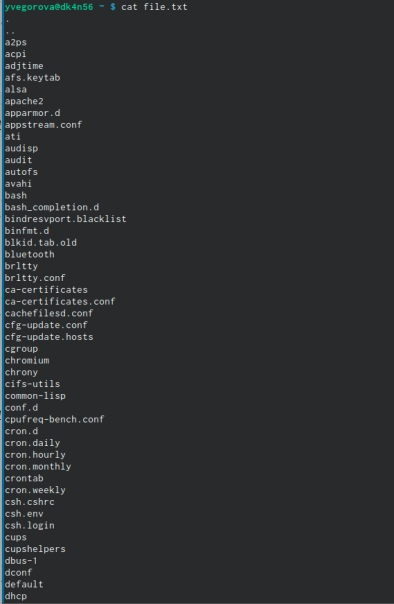 yvegorova@dk4n56 ~ $ cat file.txt
.
..
a2ps
acpi
adjtime
afs.keytab
alsa
apache2
apparmor.d
appstream.conf
ati
audisp
audit
autofs
avahi
bash
bash_completion.d
bindresvport.blacklist
binfmt.d
blkid.tab.old
bluetooth
brltty
brltty.conf
ca-certificates
ca-certificates.conf
cachefilesd.conf
cfg-update.conf
cfg-update.hosts
cgroup
chromium
chrony
cifs-utils
common-lisp
conf.d
cpufreq-bench.conf
cron.d
cron.daily
cron.hourly
cron.monthly
crontab
cron.weekly
csh.cshrc
csh.env
csh.login
cups
cupshelpers
dbus-1
dconf
default
dhcp